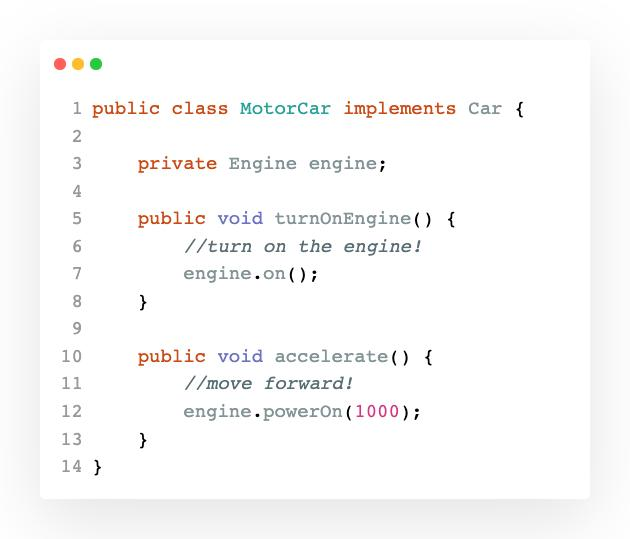 1 public class MotorCar implements Car {
2
3     private Engine engine;
4
5     public void turnOnEngine() {
6         //turn on the engine!
7         engine.on();
8     }
9
10     public void accelerate() {
11         //move forward!
12         engine.powerOn(1000);
13     }
14 }